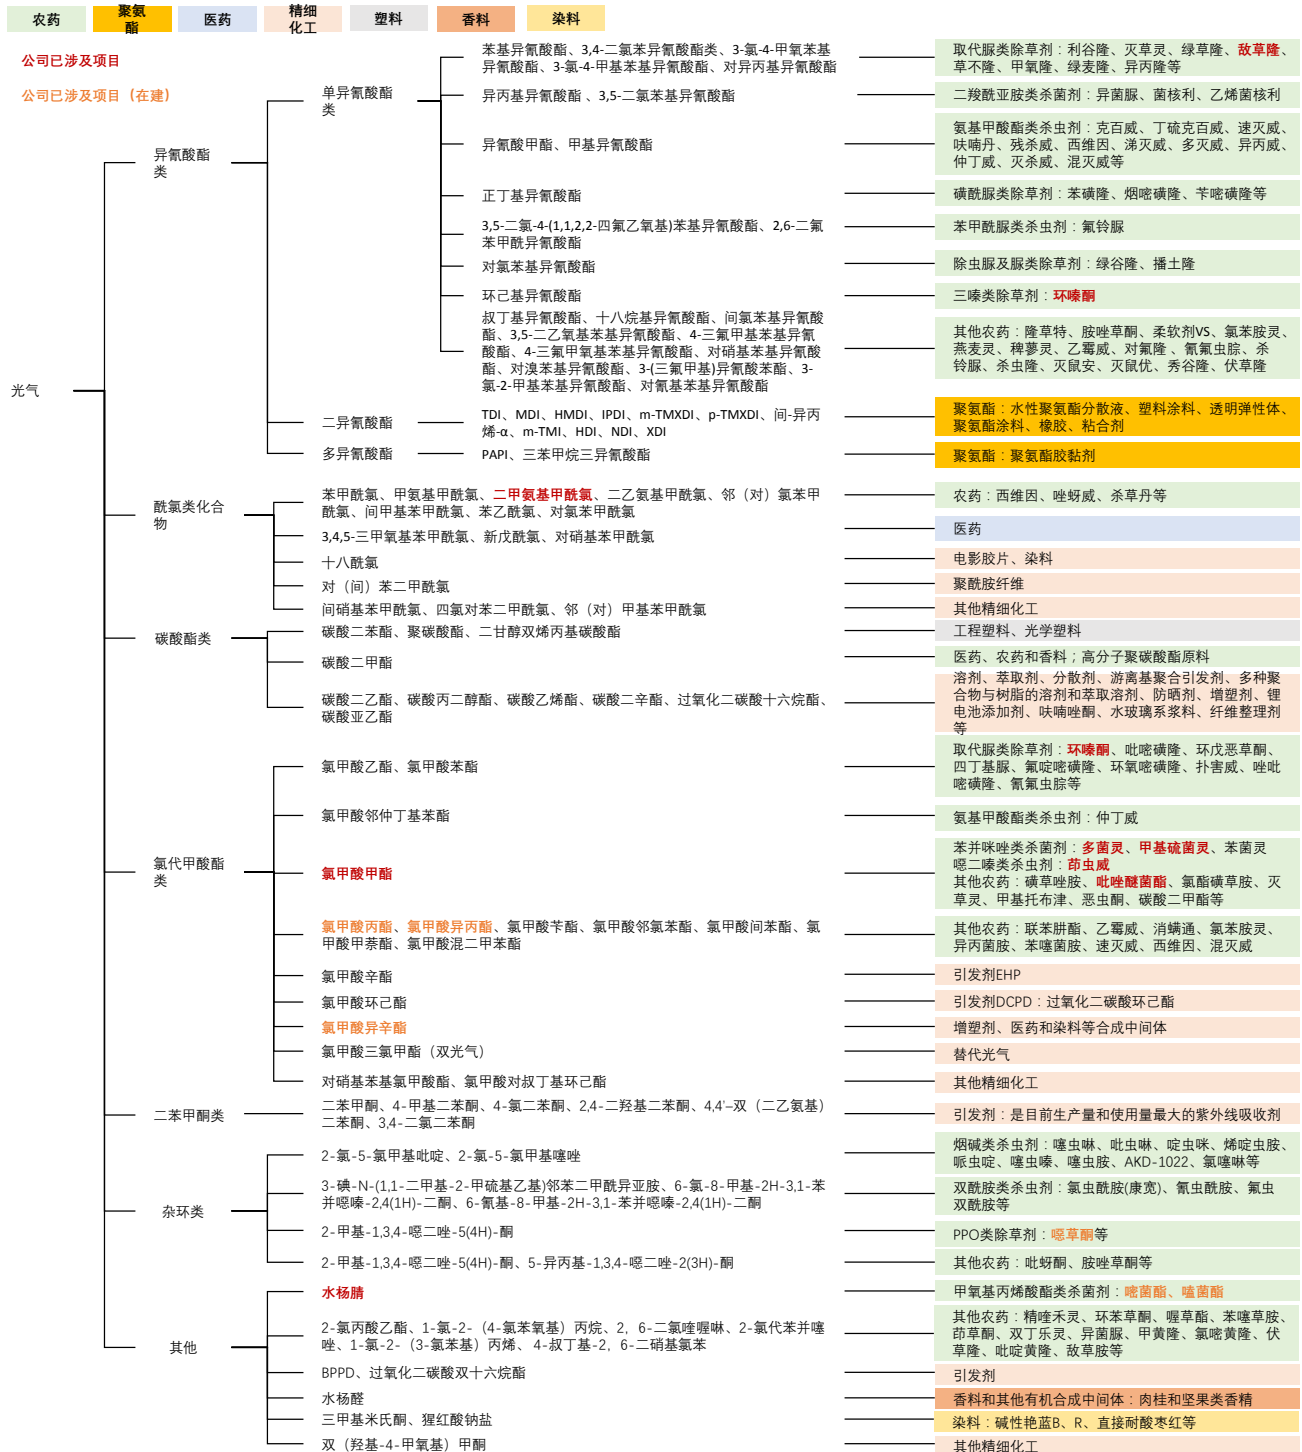 农药
聚氨
酯
医药
精细
化工
塑料
香料
染料
公司已涉及项目
公司已涉及项目（在建）
光气
异氰酸酯
类
单异氰酸酯
类
苯基异氰酸酯、3,4-二氯苯异氰酸酯类、3-氯-4-甲氧苯基
异氰酸酯、3-氯-4-甲基苯基异氰酸酯、对异丙基异氰酸酯
取代脲类除草剂：利谷隆、灭草灵、绿草隆、敌草隆、
草不隆、甲氧隆、绿麦隆、异丙隆等
异丙基异氰酸酯 、3,5-二氯苯基异氰酸酯
二羧酰亚胺类杀菌剂：异菌脲、菌核利、乙烯菌核利
异氰酸甲酯、甲基异氰酸酯
氨基甲酸酯类杀虫剂：克百威、丁硫克百威、速灭威、
呋喃丹、残杀威、西维因、涕灭威、多灭威、异丙威、
仲丁威、灭杀威、混灭威等
正丁基异氰酸酯
磺酰脲类除草剂：苯磺隆、烟嘧磺隆、苄嘧磺隆等
3,5-二氯-4-(1,1,2,2-四氟乙氧基)苯基异氰酸酯、2,6-二氟
苯甲酰异氰酸酯
苯甲酰脲类杀虫剂：氟铃脲
对氯苯基异氰酸酯
除虫脲及脲类除草剂：绿谷隆、播土隆
环己基异氰酸酯
三嗪类除草剂：环嗪酮
叔丁基异氰酸酯、十八烷基异氰酸酯、间氯苯基异氰酸
酯、3,5-二乙氧基苯基异氰酸酯、4-三氟甲基苯基异氰
酸酯、4-三氟甲氧基苯基异氰酸酯、对硝基苯基异氰酸
酯、对溴苯基异氰酸酯、3-(三氟甲基)异氰酸苯酯、3-
氯-2-甲基苯基异氰酸酯、对氰基苯基异氰酸酯
其他农药：隆草特、胺唑草酮、柔软剂VS、氯苯胺灵、
燕麦灵、稗蓼灵、乙霉威、对氟隆 、氰氟虫腙、杀
铃脲、杀虫隆、灭鼠安、灭鼠优、秀谷隆、伏草隆
二异氰酸酯
TDI、MDI、HMDI、IPDI、m-TMXDI、p-TMXDI、间-异丙
烯-α、m-TMI、HDI、NDI、XDI
聚氨酯：水性聚氨酯分散液、塑料涂料、透明弹性体、
聚氨酯涂料、橡胶、粘合剂
多异氰酸酯
PAPI、三苯甲烷三异氰酸酯
聚氨酯：聚氨酯胶黏剂
酰氯类化合
物
苯甲酰氯、甲氨基甲酰氯、二甲氨基甲酰氯、二乙氨基甲酰氯、邻（对）氯苯甲
酰氯、间甲基苯甲酰氯、苯乙酰氯、对氯苯甲酰氯
农药：西维因、唑蚜威、杀草丹等
3,4,5-三甲氧基苯甲酰氯、新戊酰氯、对硝基苯甲酰氯
医药
十八酰氯
电影胶片、染料
对（间）苯二甲酰氯
聚酰胺纤维
间硝基苯甲酰氯、四氯对苯二甲酰氯、邻（对）甲基苯甲酰氯
其他精细化工
碳酸酯类
碳酸二苯酯、聚碳酸酯、二甘醇双烯丙基碳酸酯
工程塑料、光学塑料
碳酸二甲酯
医药、农药和香料；高分子聚碳酸酯原料
碳酸二乙酯、碳酸丙二醇酯、碳酸乙烯酯、碳酸二辛酯、过氧化二碳酸十六烷酯、
碳酸亚乙酯
溶剂、萃取剂、分散剂、游离基聚合引发剂、多种聚
合物与树脂的溶剂和萃取溶剂、防晒剂、增塑剂、锂
电池添加剂、呋喃唑酮、水玻璃系浆料、纤维整理剂
等
氯代甲酸酯
类
氯甲酸乙酯、氯甲酸苯酯
取代脲类除草剂：环嗪酮、吡嘧磺隆、环戊恶草酮、
四丁基脲、氟啶嘧磺隆、环氧嘧磺隆、扑害威、唑吡
嘧磺隆、氰氟虫腙等
氯甲酸邻仲丁基苯酯
氨基甲酸酯类杀虫剂：仲丁威
氯甲酸甲酯
苯并咪唑类杀菌剂：多菌灵、甲基硫菌灵、苯菌灵
噁二嗪类杀虫剂：茚虫威
其他农药：磺草唑胺、吡唑醚菌酯、氯酯磺草胺、灭
草灵、甲基托布津、恶虫酮、碳酸二甲酯等
氯甲酸丙酯、氯甲酸异丙酯、氯甲酸苄酯、氯甲酸邻氯苯酯、氯甲酸间苯酯、氯
甲酸甲萘酯、氯甲酸混二甲苯酯
其他农药：联苯肼酯、乙霉威、消螨通、氯苯胺灵、
异丙菌胺、苯噻菌胺、速灭威、西维因、混灭威
氯甲酸辛酯
引发剂EHP
氯甲酸环己酯
引发剂DCPD：过氧化二碳酸环己酯
氯甲酸异辛酯
增塑剂、医药和染料等合成中间体
氯甲酸三氯甲酯（双光气）
替代光气
对硝基苯基氯甲酸酯、氯甲酸对叔丁基环己酯
其他精细化工
二苯甲酮类
二苯甲酮、4-甲基二苯酮、4-氯二苯酮、2,4-二羟基二苯酮、4,4'–双（二乙氨基）
二苯酮、3,4-二氯二苯酮
引发剂：是目前生产量和使用量最大的紫外线吸收剂
杂环类
2-氯-5-氯甲基吡啶、2-氯-5-氯甲基噻唑
烟碱类杀虫剂：噻虫啉、吡虫啉、啶虫咪、烯啶虫胺、
哌虫啶、噻虫嗪、噻虫胺、AKD-1022、氯噻啉等
3-碘-N-(1,1-二甲基-2-甲硫基乙基)邻苯二甲酰异亚胺、6-氯-8-甲基-2H-3,1-苯
并噁嗪-2,4(1H)-二酮、6-氰基-8-甲基-2H-3,1-苯并噁嗪-2,4(1H)-二酮
双酰胺类杀虫剂：氯虫酰胺(康宽)、氰虫酰胺、氟虫
双酰胺等
2-甲基-1,3,4-噁二唑-5(4H)-酮
PPO类除草剂：噁草酮等
2-甲基-1,3,4-噁二唑-5(4H)-酮、5-异丙基-1,3,4-噁二唑-2(3H)-酮
其他农药：吡蚜酮、胺唑草酮等
其他
水杨腈
甲氧基丙烯酸酯类杀菌剂：嘧菌酯、嗑菌酯
2-氯丙酸乙酯、1-氯-2-（4-氯苯氧基）丙烷、2，6-二氯喹喔啉、2-氯代苯并噻
唑、1-氯-2-（3-氯苯基）丙烯、 4-叔丁基-2，6-二硝基氯苯
其他农药：精喹禾灵、环苯草酮、喔草酯、苯噻草胺、
茚草酮、双丁乐灵、异菌脲、甲黄隆、氯嘧黄隆、伏
草隆、吡啶黄隆、敌草胺等
BPPD、过氧化二碳酸双十六烷酯
引发剂
水杨醛
香料和其他有机合成中间体：肉桂和坚果类香精
三甲基米氏酮、猩红酸钠盐
染料：碱性艳蓝B、R、直接耐酸枣红等
双（羟基-4-甲氧基）甲酮
其他精细化工